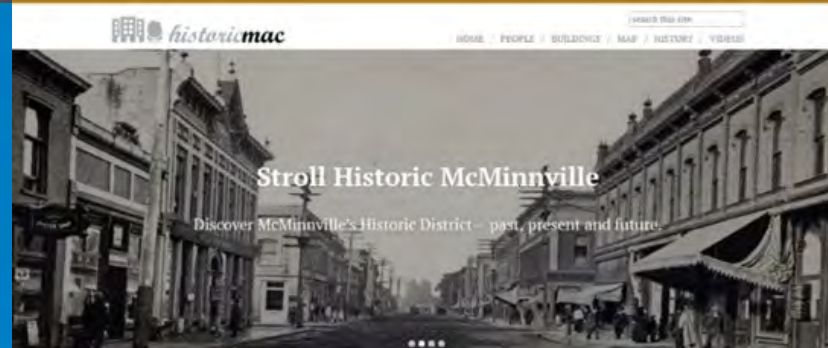 historicmac
search this site
HOME / PEOPLE / BUILDINGS / MAP / HISTORY / VIDEOS
Stroll Historic McMinnville
Discover McMinnville's Historic District— past, present and future.